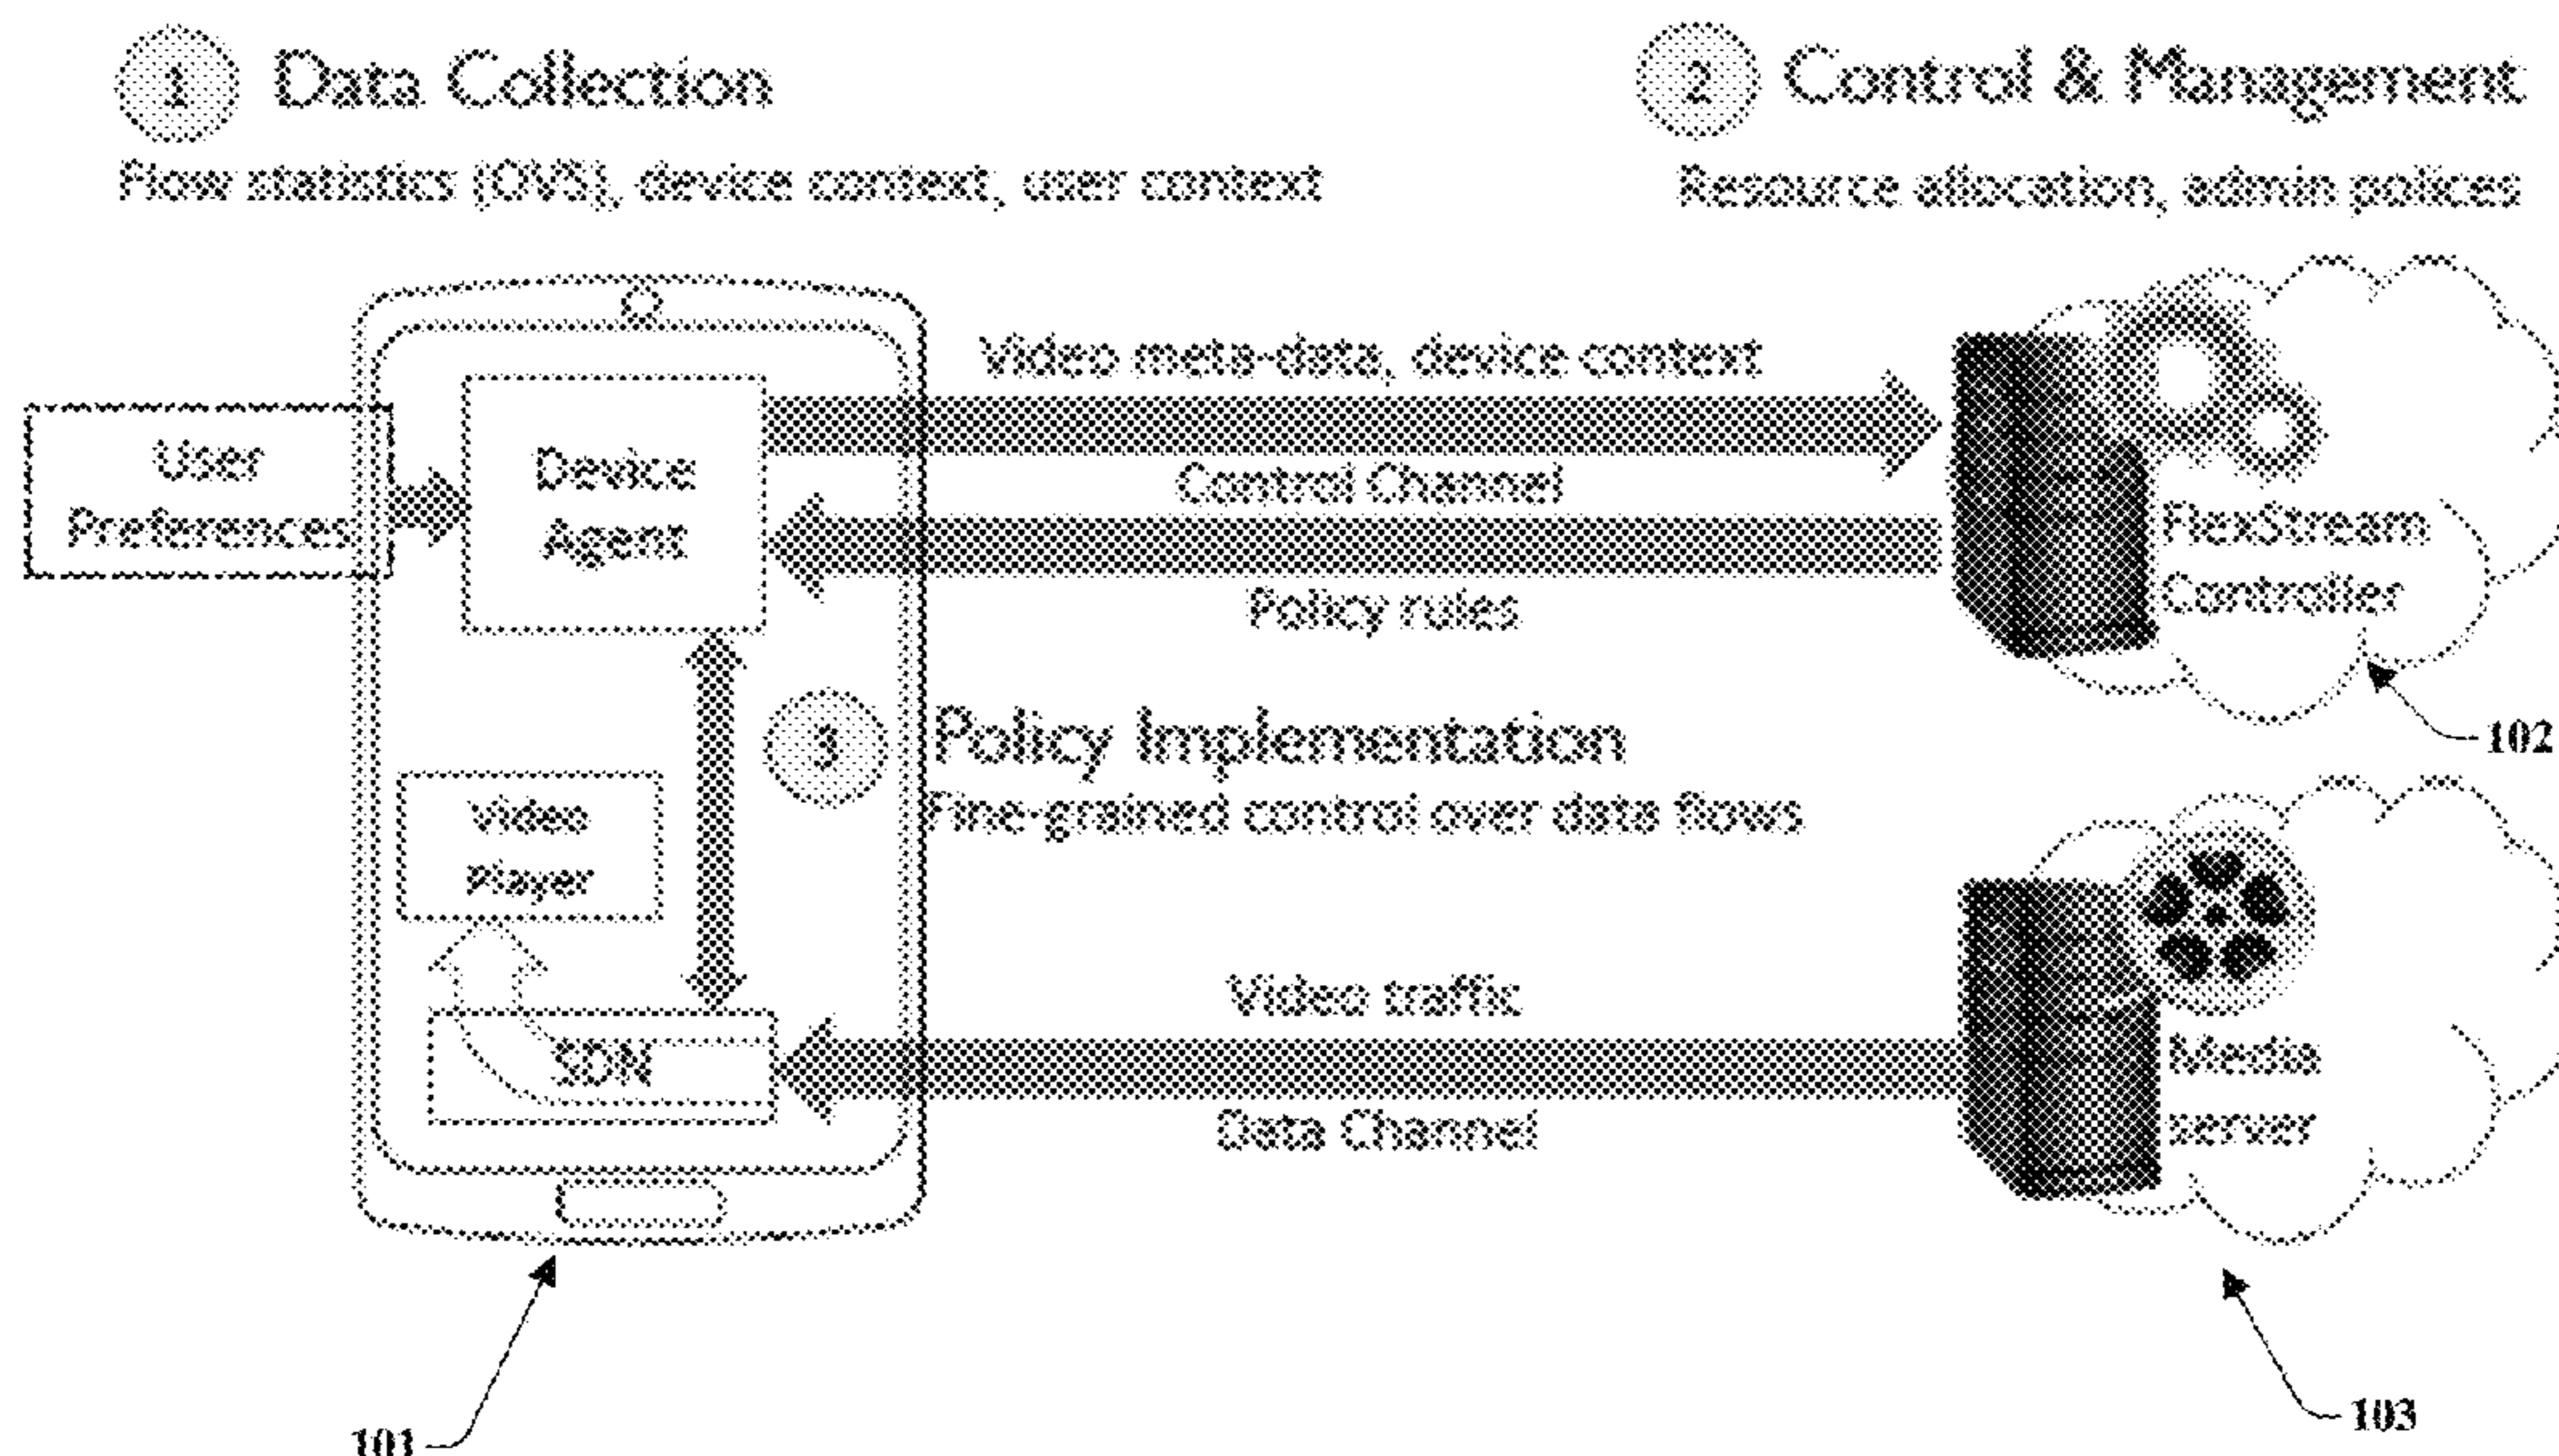 1 Data Collection
Flow statistics (OVS), device context, user context
2 Control & Management
Resource allocation, admin polices
User
Preferences
Device
Agent
Video meta-data, device context
Control Channel
Policy rules
FlexStream
Controller
102
3 Policy Implementation
Fine-grained control over data flows
Video
Player
SDN
Video traffic
Data Channel
Media
server
101
103